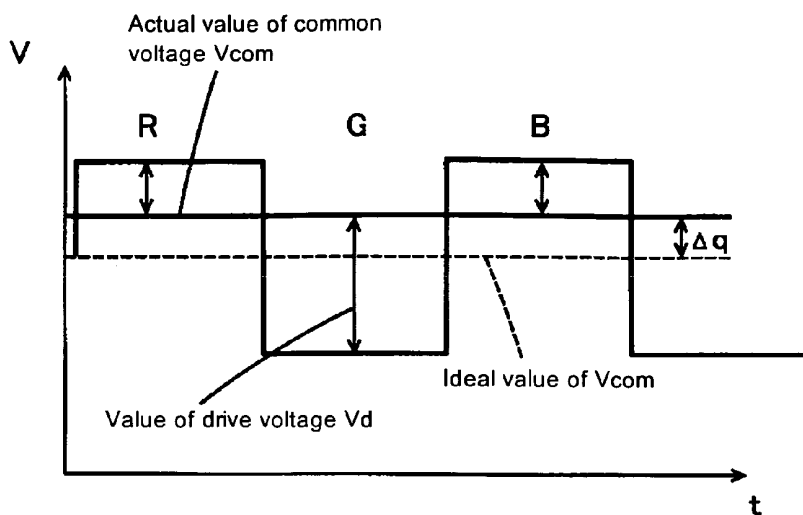 Actual value of common
voltage Vcom
V
R
G
B
Δq
Ideal value of Vcom
Value of drive voltage Vd
t